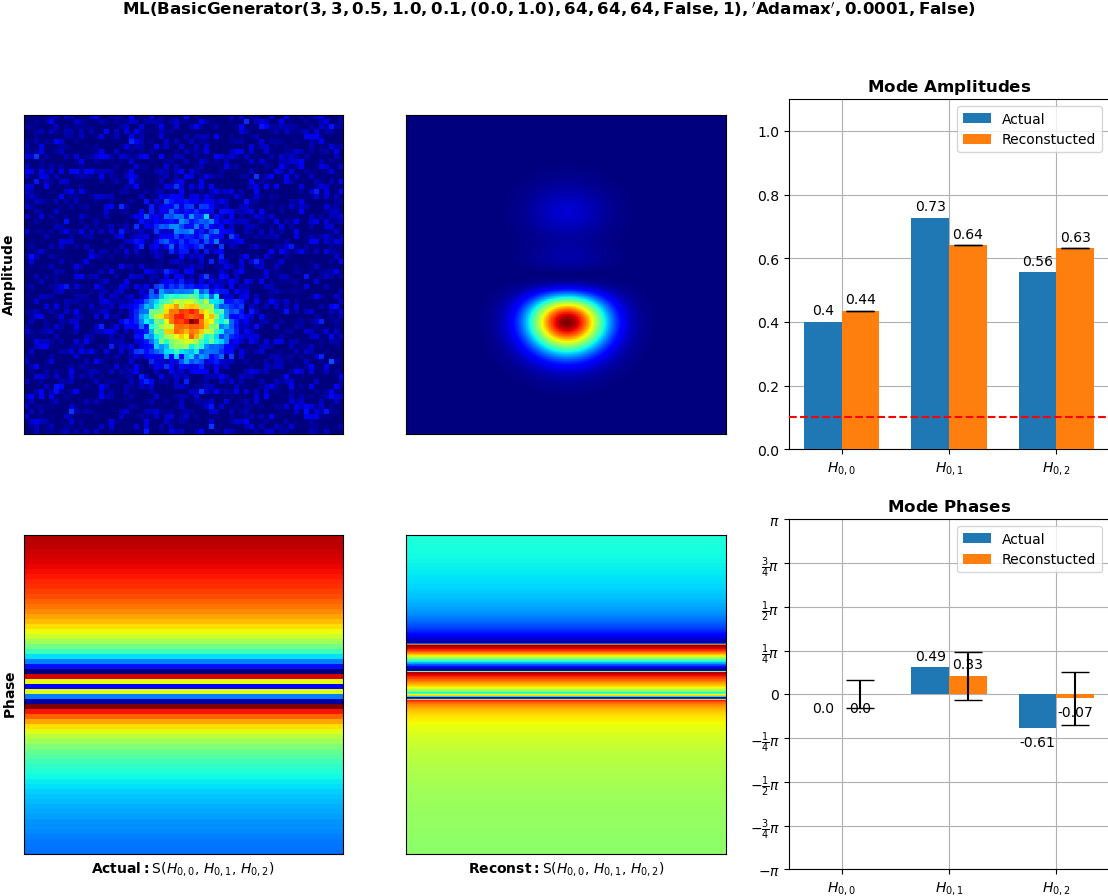 ML(BasicGenerator(3, 3, 0.5, 1.0, 0.1, (0.0, 1.0), 64, 64, 64, False, 1), ′Adamax′, 0.0001, False)
Amplitude
Mode Amplitudes
Actual
Reconstucted
1.0
0.8
0.6
0.4
0.2
0.0
0.4
0.44
0.73
0.64
0.56
0.63
H0,0
H0,1
H0,2
Phase
Actual: S(H0,0, H0,1, H0,2)
Reconst: S(H0,0, H0,1, H0,2)
Mode Phases
Actual
Reconstucted
π
3/4π
1/2π
1/4π
0
−1/4π
−1/2π
−3/4π
−π
0.0
0.0
0.49
0.33
-0.61
-0.07
H0,0
H0,1
H0,2